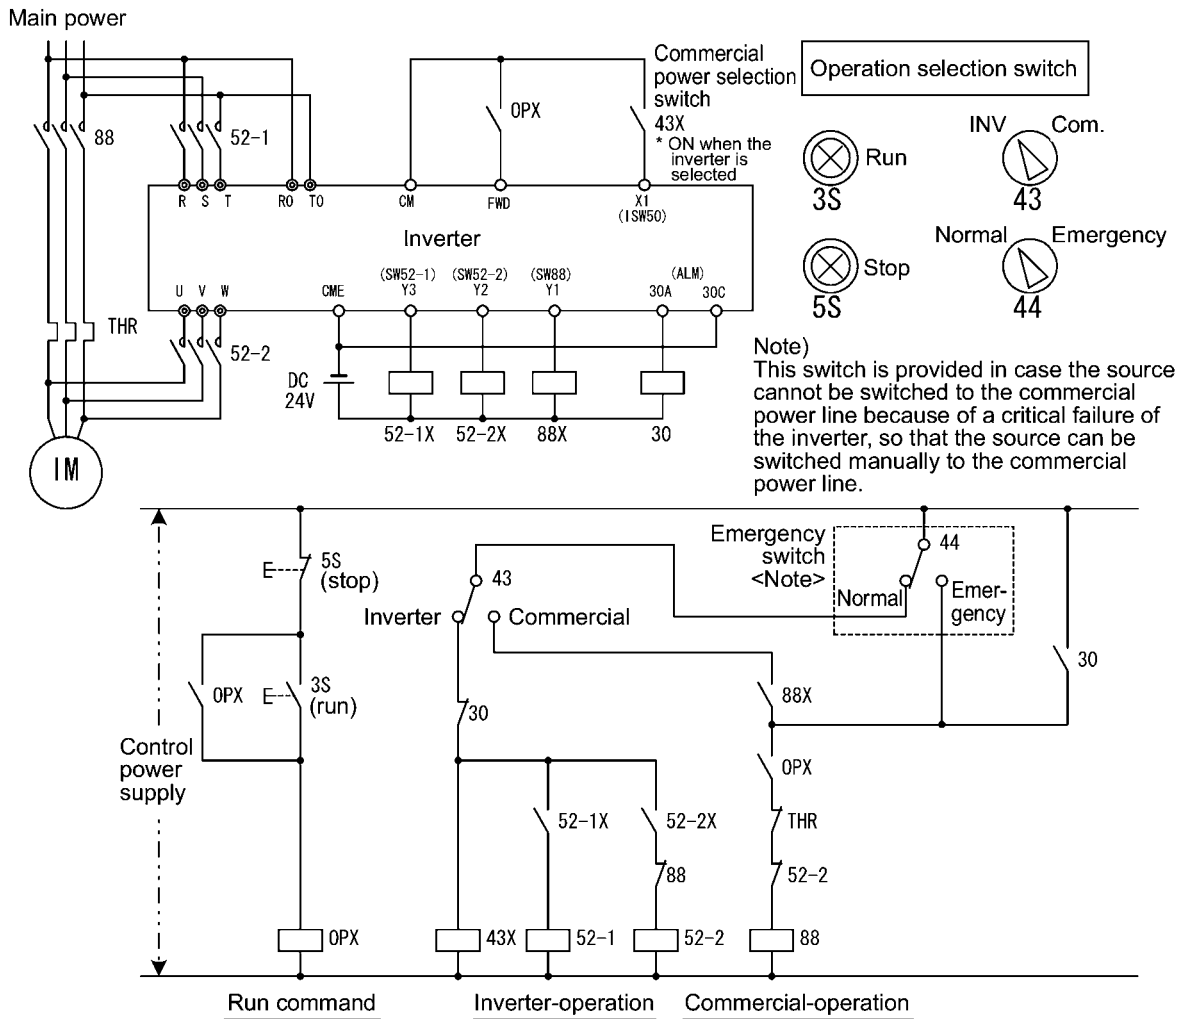 Main power
88
52-1
Commercial
power selection
switch
43X
* ON when the
inverter is
selected
OPX
Operation selection switch
Run
3S
INV
Com.
43
Stop
5S
Normal
Emergency
44
R
S
T
R0
T0
CM
FWD
X1
(ISW50)
Inverter
U
V
W
CME
(SW52-1)
Y3
(SW52-2)
Y2
(SW88)
Y1
(ALM)
30A
30C
THR
52-2
DC
24V
52-1X
52-2X
88X
30
IM
Note)
This switch is provided in case the source
cannot be switched to the commercial
power line because of a critical failure of
the inverter, so that the source can be
switched manually to the commercial
power line.
Control
power
supply
5S
(stop)
OPX
3S
(run)
OPX
Run command
43
Inverter
Commercial
30
52-1X
52-2X
88
43X
52-1
52-2
Inverter-operation
Emergency
switch
<Note>
44
Normal
Emer-
gency
30
88X
OPX
THR
52-2
88
Commercial-operation